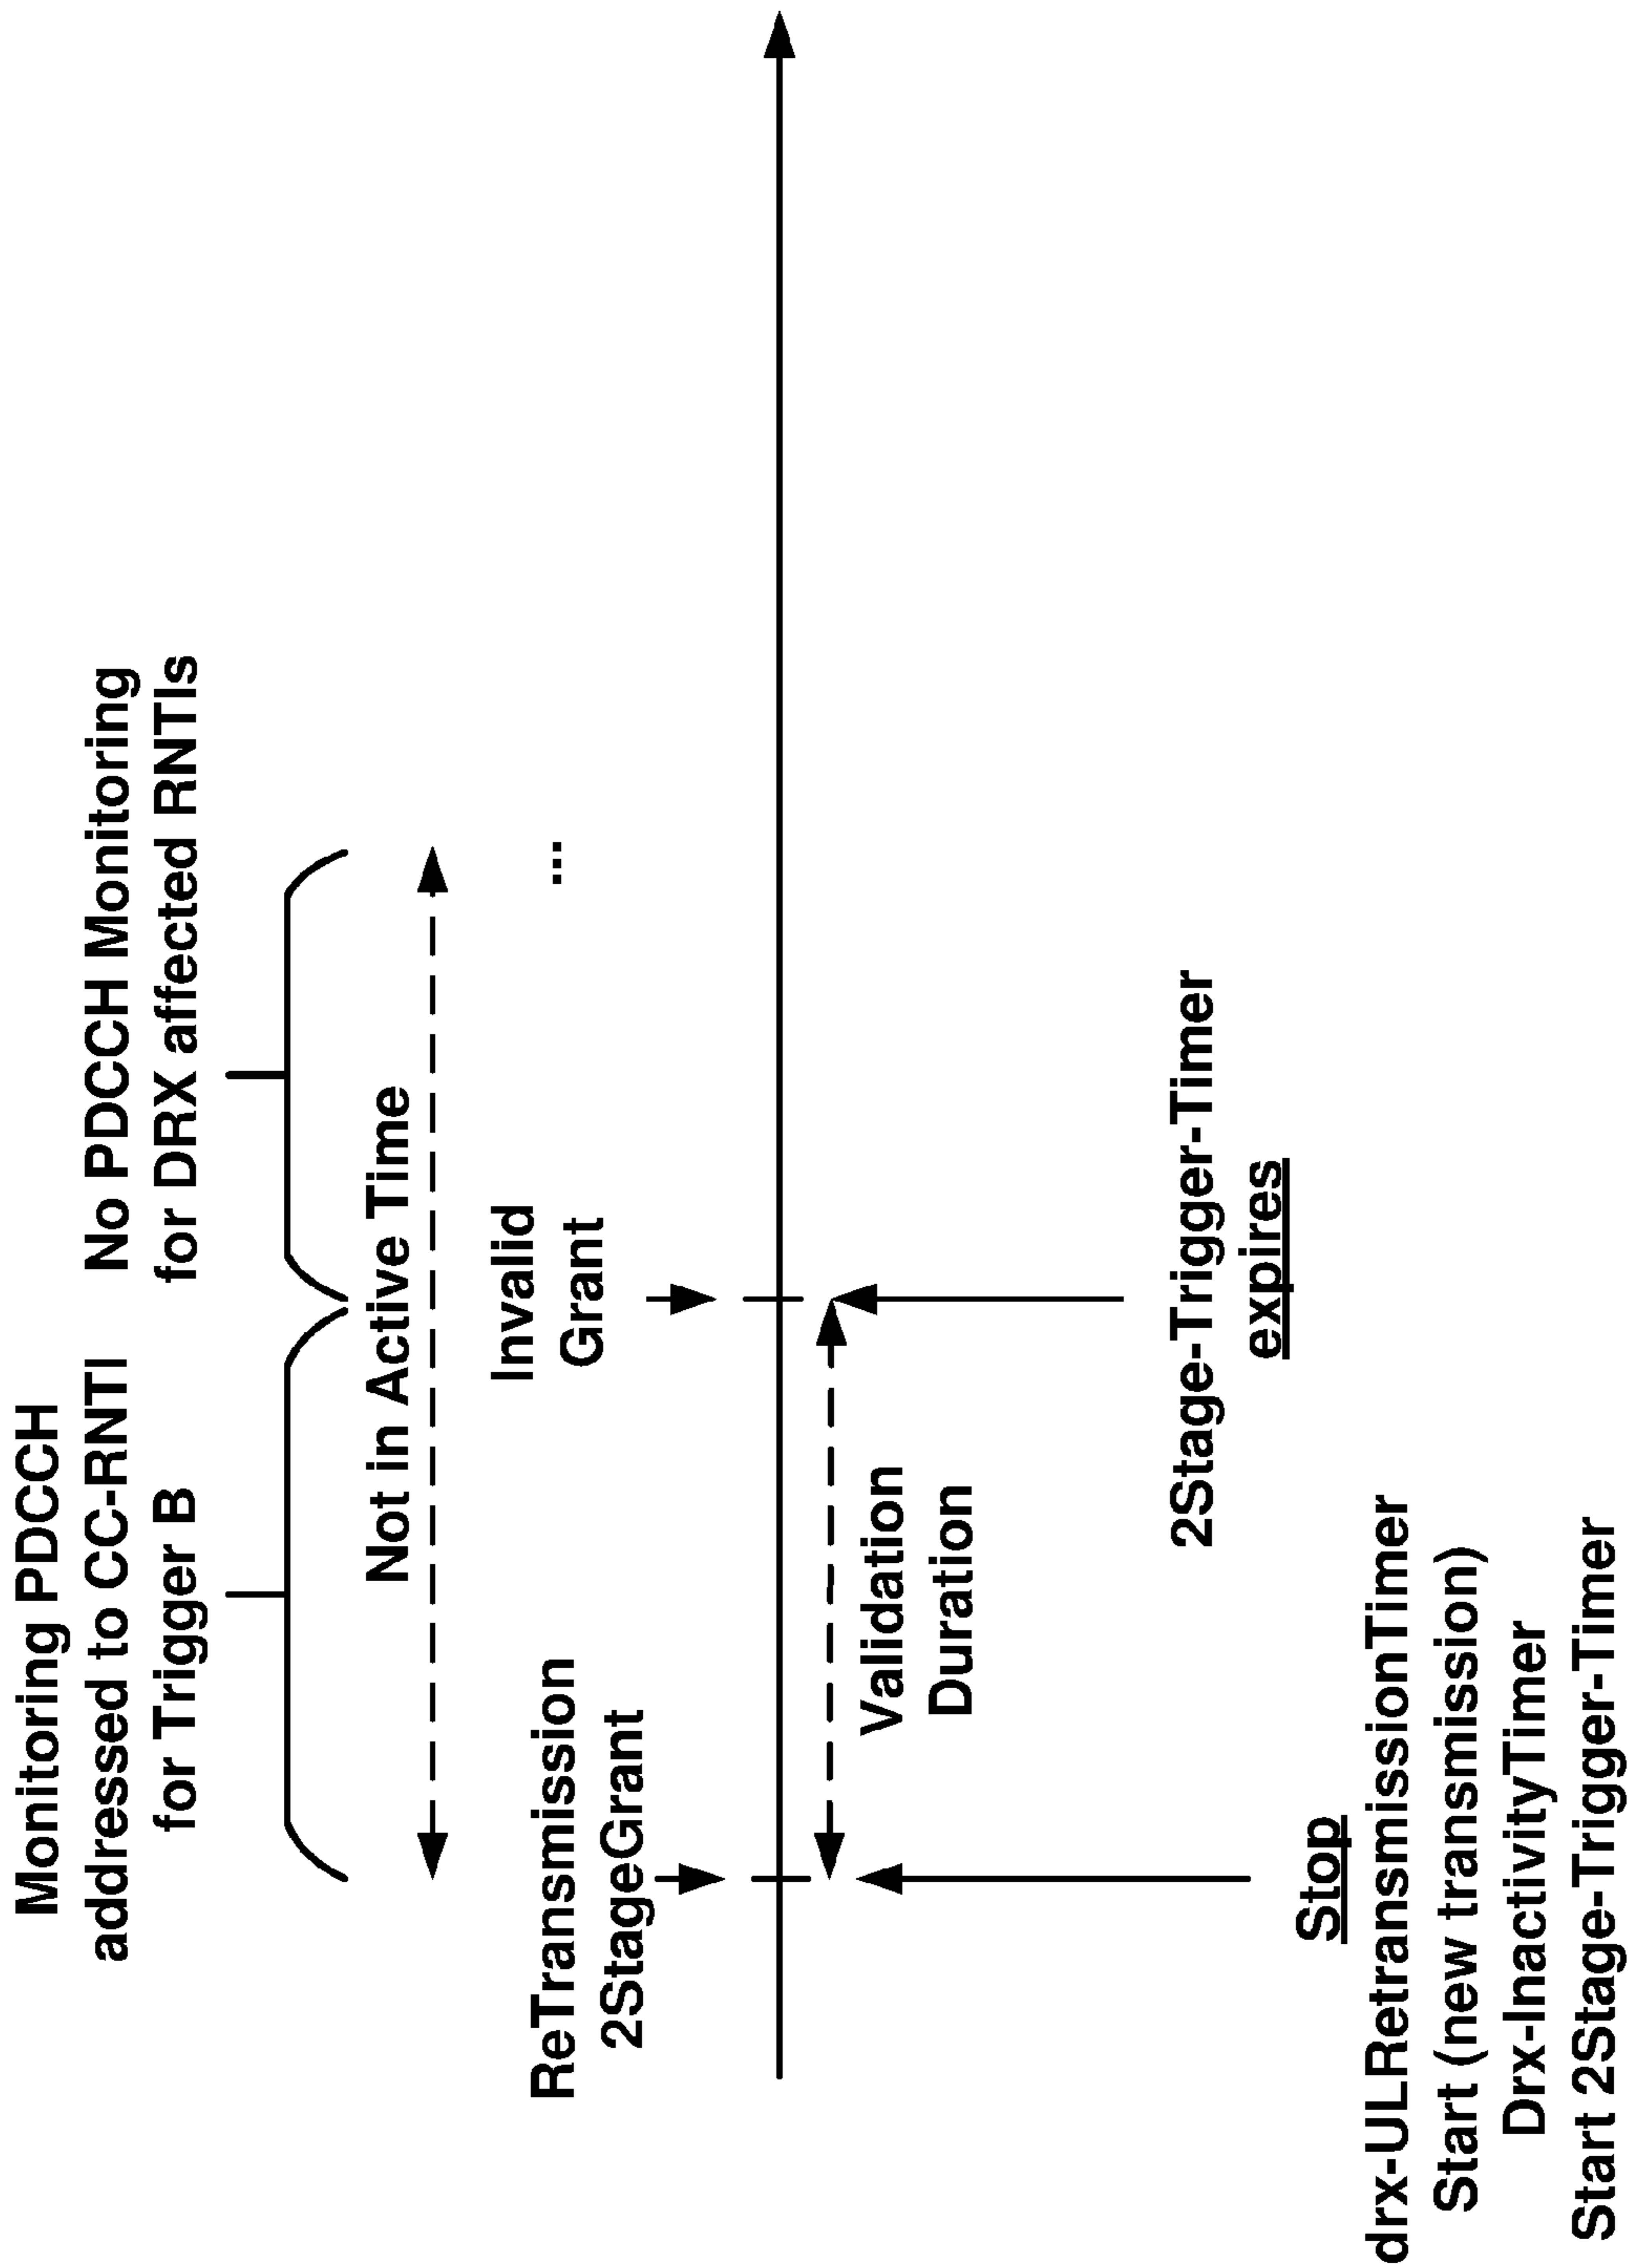 Monitoring PDCCH
addressed to CC-RNTI
for Trigger B
No PDCCH Monitoring
for DRX affected RNTIs
Not in Active Time
ReTransmission
2StageGrant
Invalid
Grant
...
Validation
Duration
2Stage-Trigger-Timer
expires
Stop
drx-ULRetransmissionTimer
Start (new transmission)
Drx-InactivityTimer
Start 2Stage-Trigger-Timer